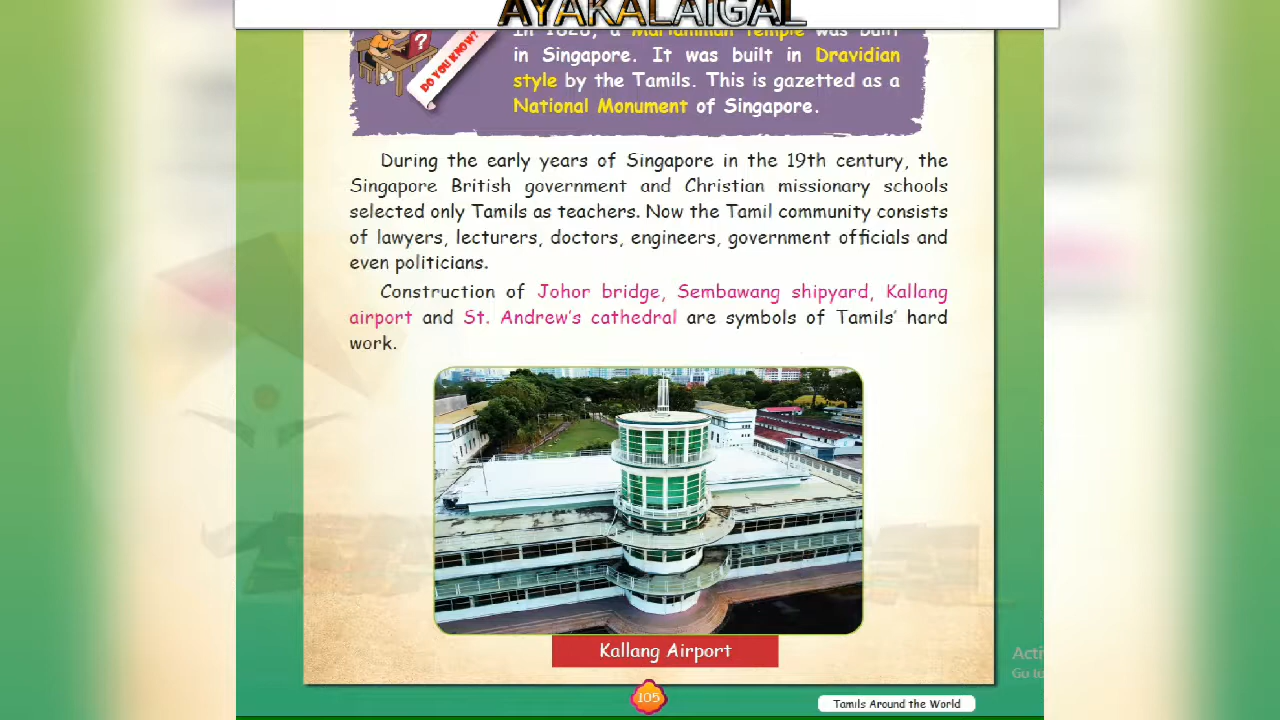 AYAKALAIGAL
in Singapore. It was built in Dravidian
style by the Tamils. This is gazetted as a
National Monument of Singapore.
DO YOU KNOW?
During the early years of Singapore in the 19th century, the
Singapore British government and Christian missionary schools
selected only Tamils as teachers. Now the Tamil community consists
of lawyers, lecturers, doctors, engineers, government officials and
even politicians.
Construction of Johor bridge, Sembawang shipyard, Kallang
airport and St. Andrew's cathedral are symbols of Tamils' hard
work.
Kallang Airport
105
Tamils Around the World